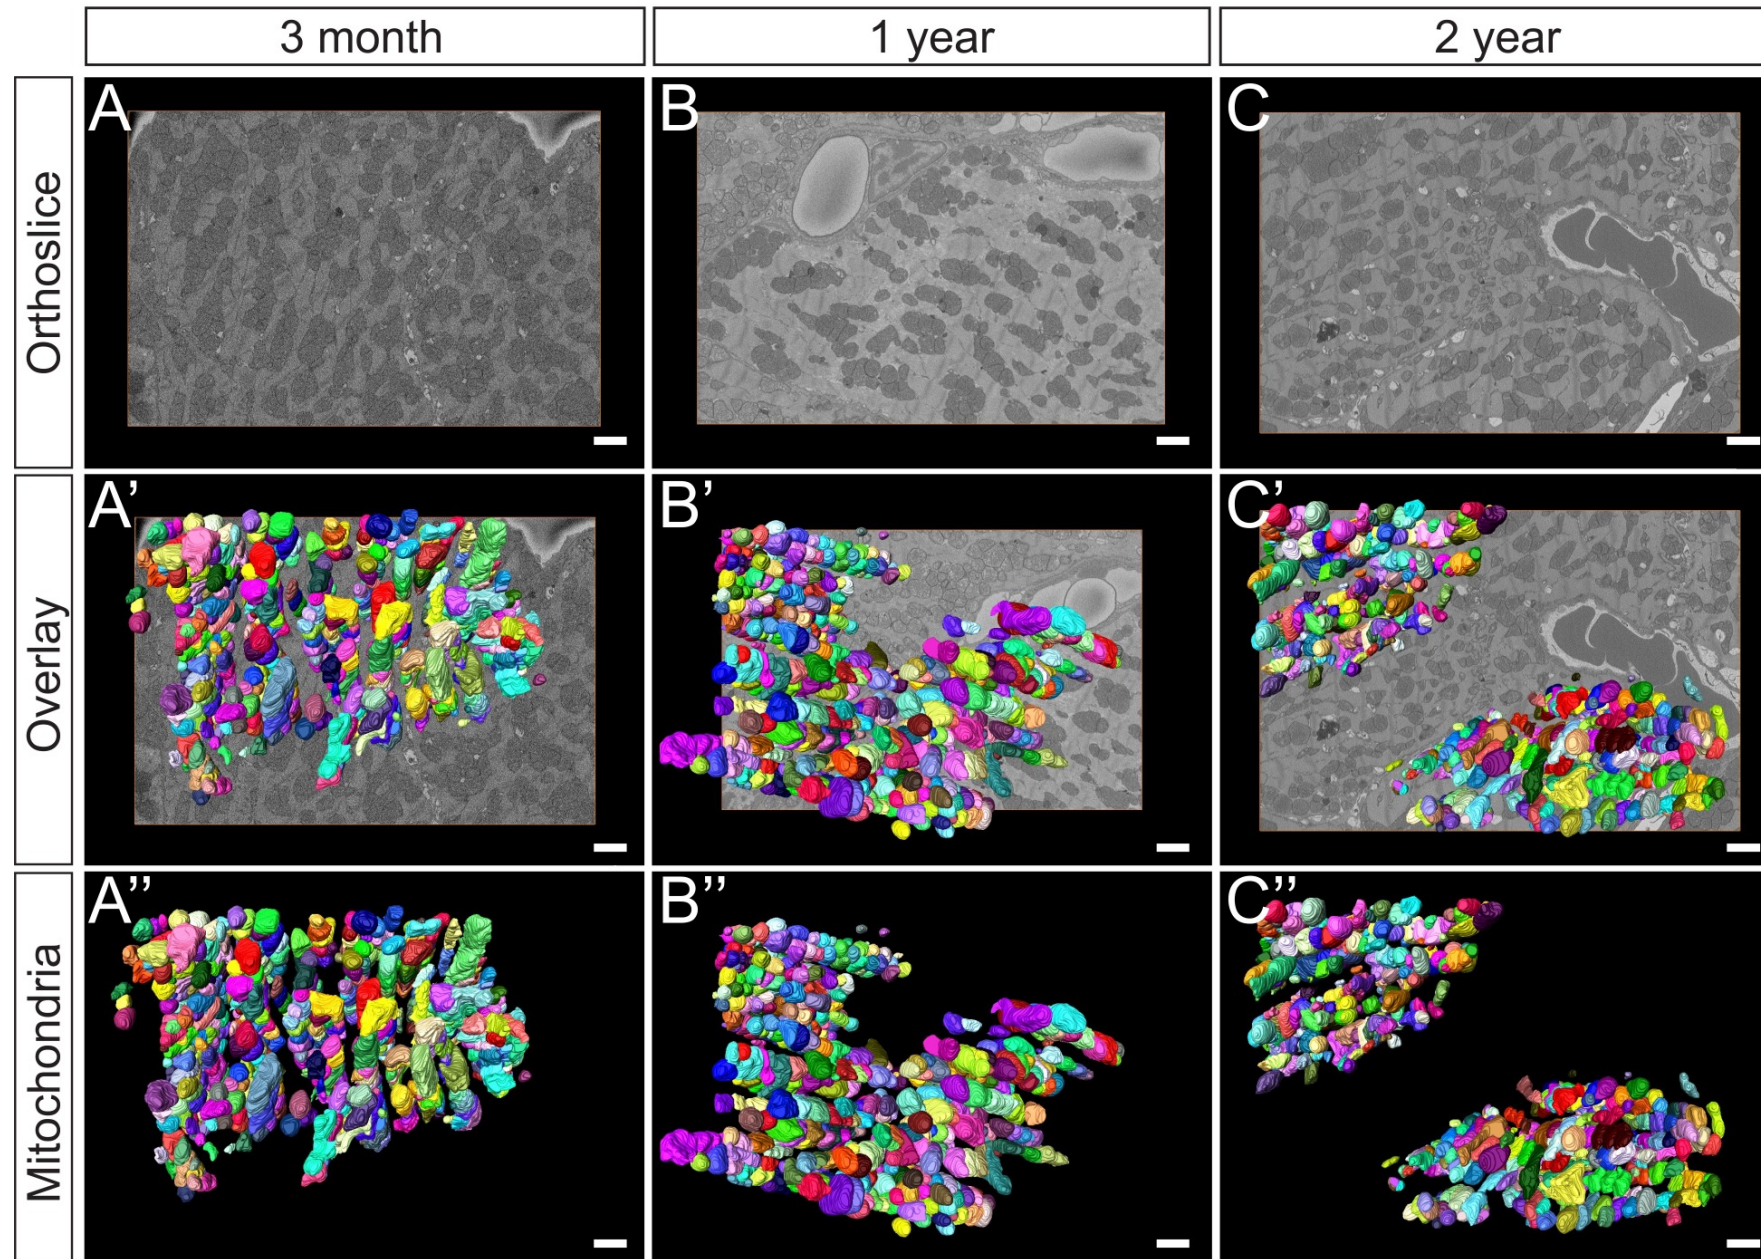 3 month
1 year
2 year
Orthoslice
A
B
C
Overlay
A’
B’
C’
Mitochondria
A’’
B’’
C’’